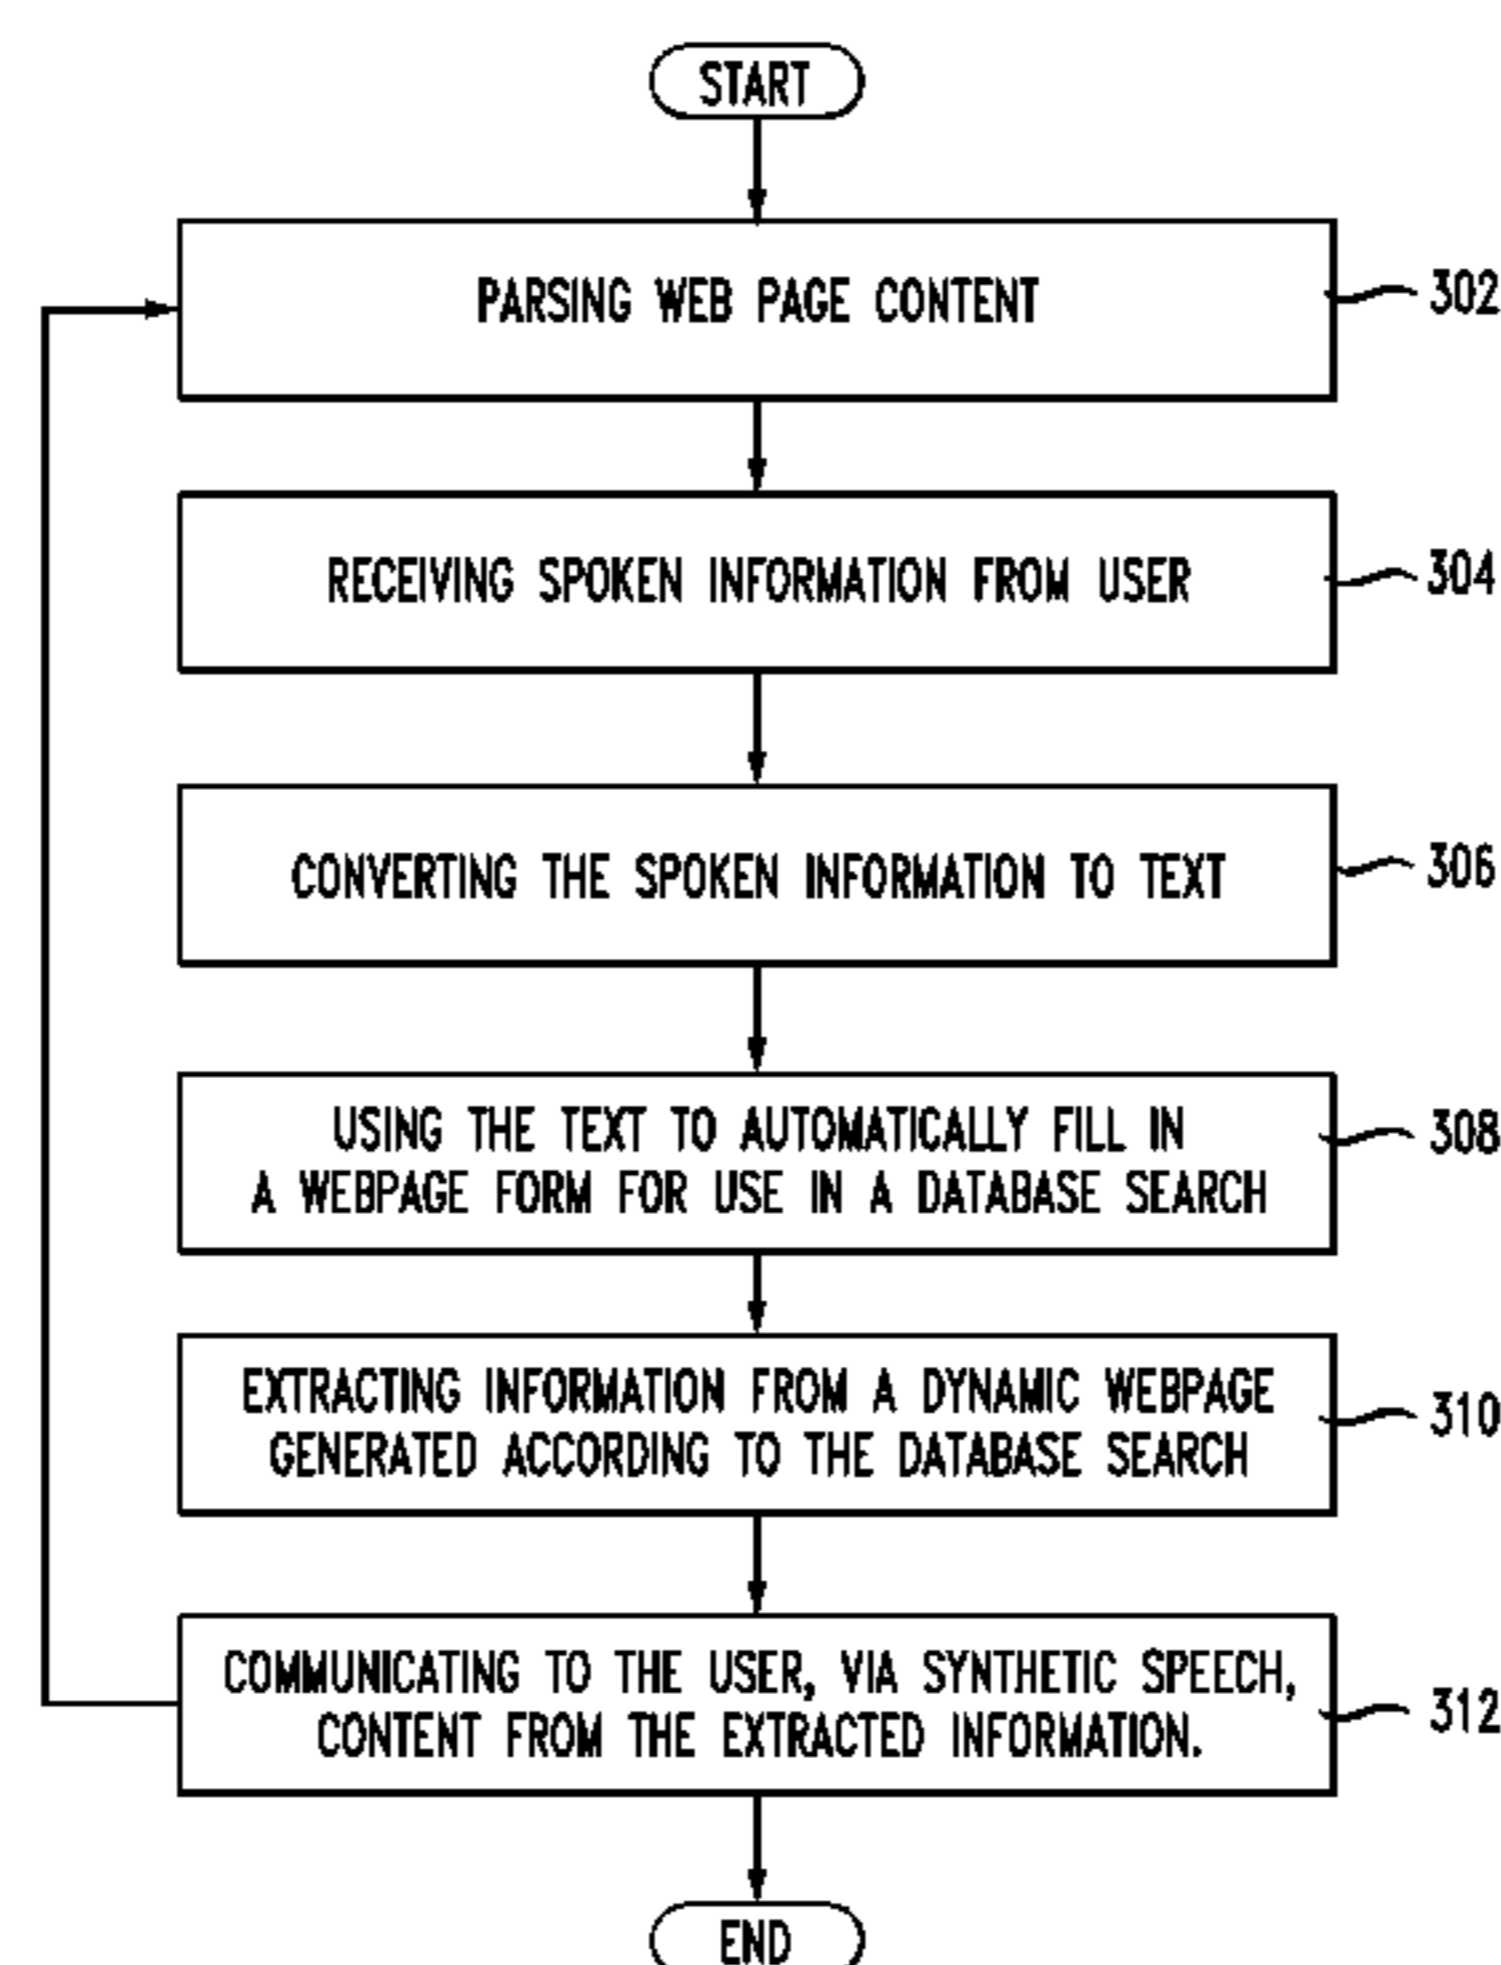 START
PARSING WEB PAGE CONTENT
302
RECEIVING SPOKEN INFORMATION FROM USER
304
CONVERTING THE SPOKEN INFORMATION TO TEXT
306
USING THE TEXT TO AUTOMATICALLY FILL IN
A WEBPAGE FORM FOR USE IN A DATABASE SEARCH
308
EXTRACTING INFORMATION FROM A DYNAMIC WEBPAGE
GENERATED ACCORDING TO THE DATABASE SEARCH
310
COMMUNICATING TO THE USER, VIA SYNTHETIC SPEECH,
CONTENT FROM THE EXTRACTED INFORMATION.
312
END